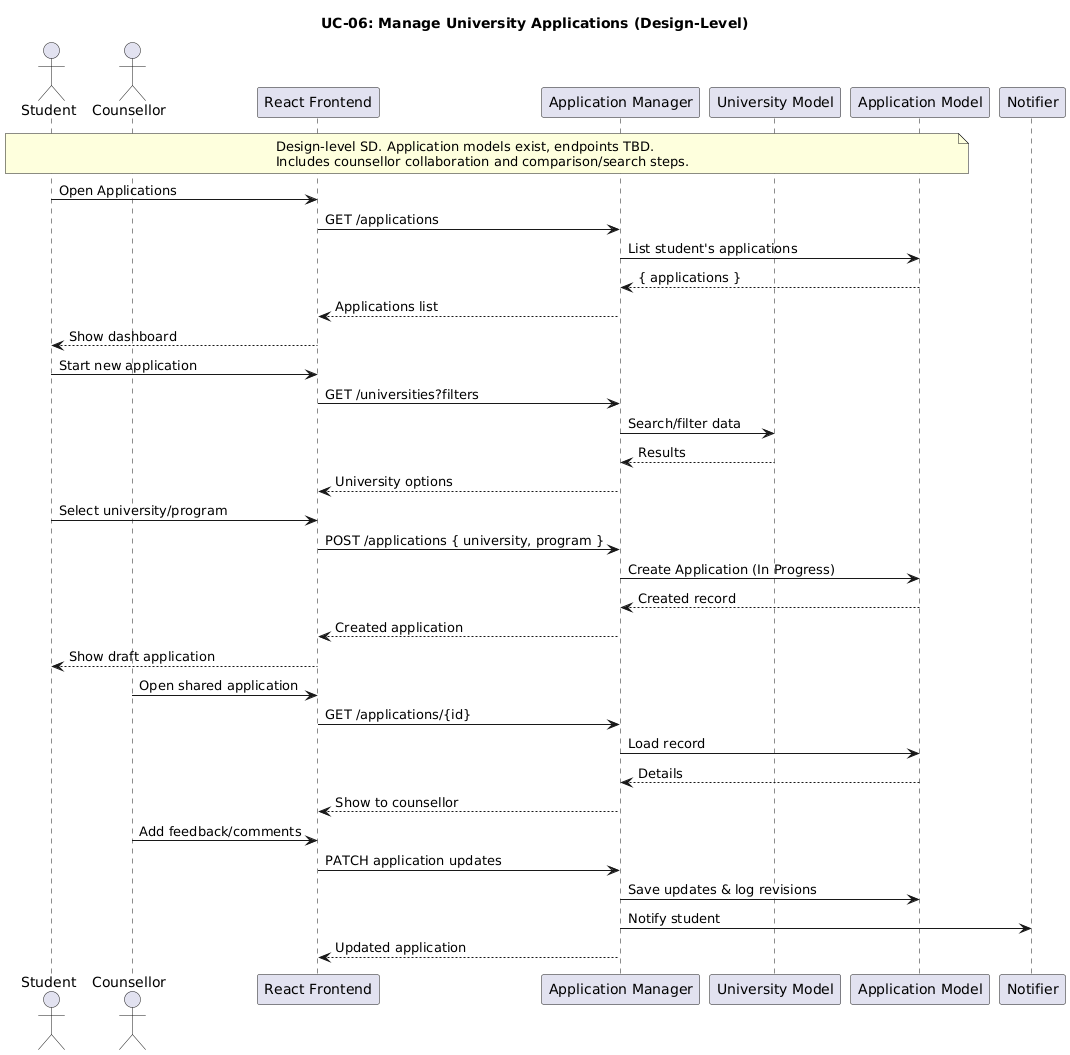 UC-06: Manage University Applications (Design-Level)
Student
Counsellor
React Frontend
Application Manager
University Model
Application Model
Notifier
Design-level SD. Application models exist, endpoints TBD.
Includes counsellor collaboration and comparison/search steps.
Open Applications
GET /applications
List student's applications
{ applications }
Applications list
Show dashboard
Start new application
GET /universities?filters
Search/filter data
Results
University options
Select university/program
POST /applications { university, program }
Create Application (In Progress)
Created record
Created application
Show draft application
Open shared application
GET /applications/{id}
Load record
Details
Show to counsellor
Add feedback/comments
PATCH application updates
Save updates & log revisions
Notify student
Updated application
Student
Counsellor
React Frontend
Application Manager
University Model
Application Model
Notifier